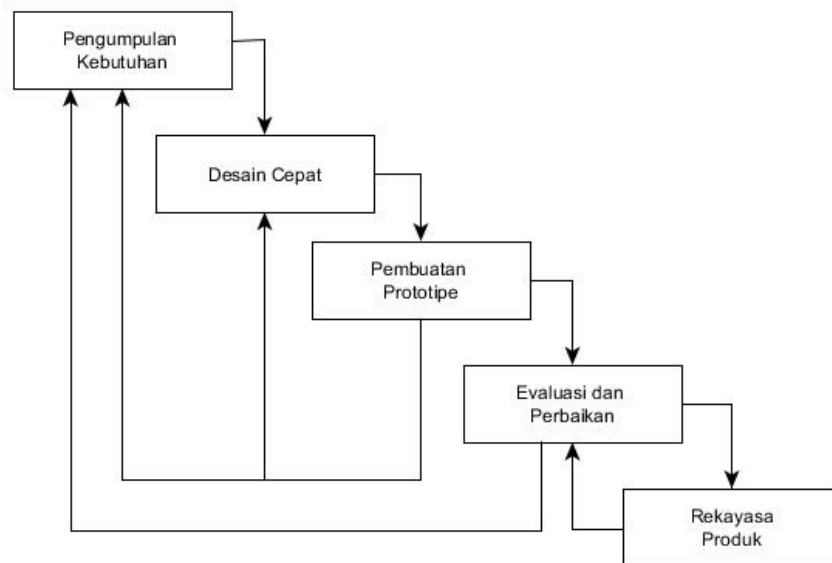 Pengumpulan
Kebutuhan
Desain Cepat
Pembuatan
Prototipe
Evaluasi dan
Perbaikan
Rekayasa
Produk